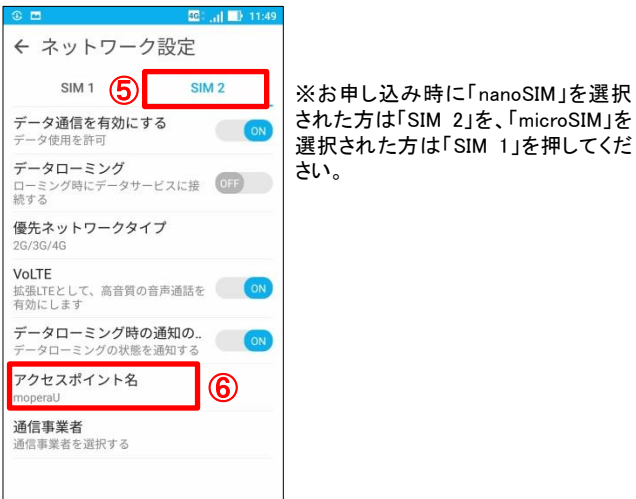 4G 11:49
← ネットワーク設定
SIM 1 ⑤ SIM 2
データ通信を有効にする
データ使用を許可
ON
データローミング
ローミング時にデータサービスに接
続する
OFF
優先ネットワークタイプ
2G/3G/4G
VoLTE
拡張LTEとして、高音質の音声通話を
有効にします
ON
データローミング時の通知の..
データローミングの状態を通知する
ON
アクセスポイント名
moperaU
⑥
通信事業者
通信事業者を選択する
※お申し込み時に「nanoSIM」を選択
された方は「SIM 2」を、「microSIM」を
選択された方は「SIM 1」を押してくだ
さい。